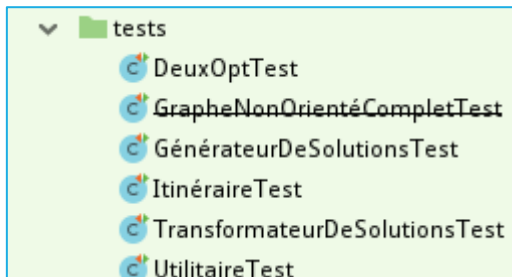 tests
DeuxOptTest
GrapheNonOrientéCompletTest
GénérateurDeSolutionsTest
ItinéraireTest
TransformateurDeSolutionsTest
UtilitaireTest